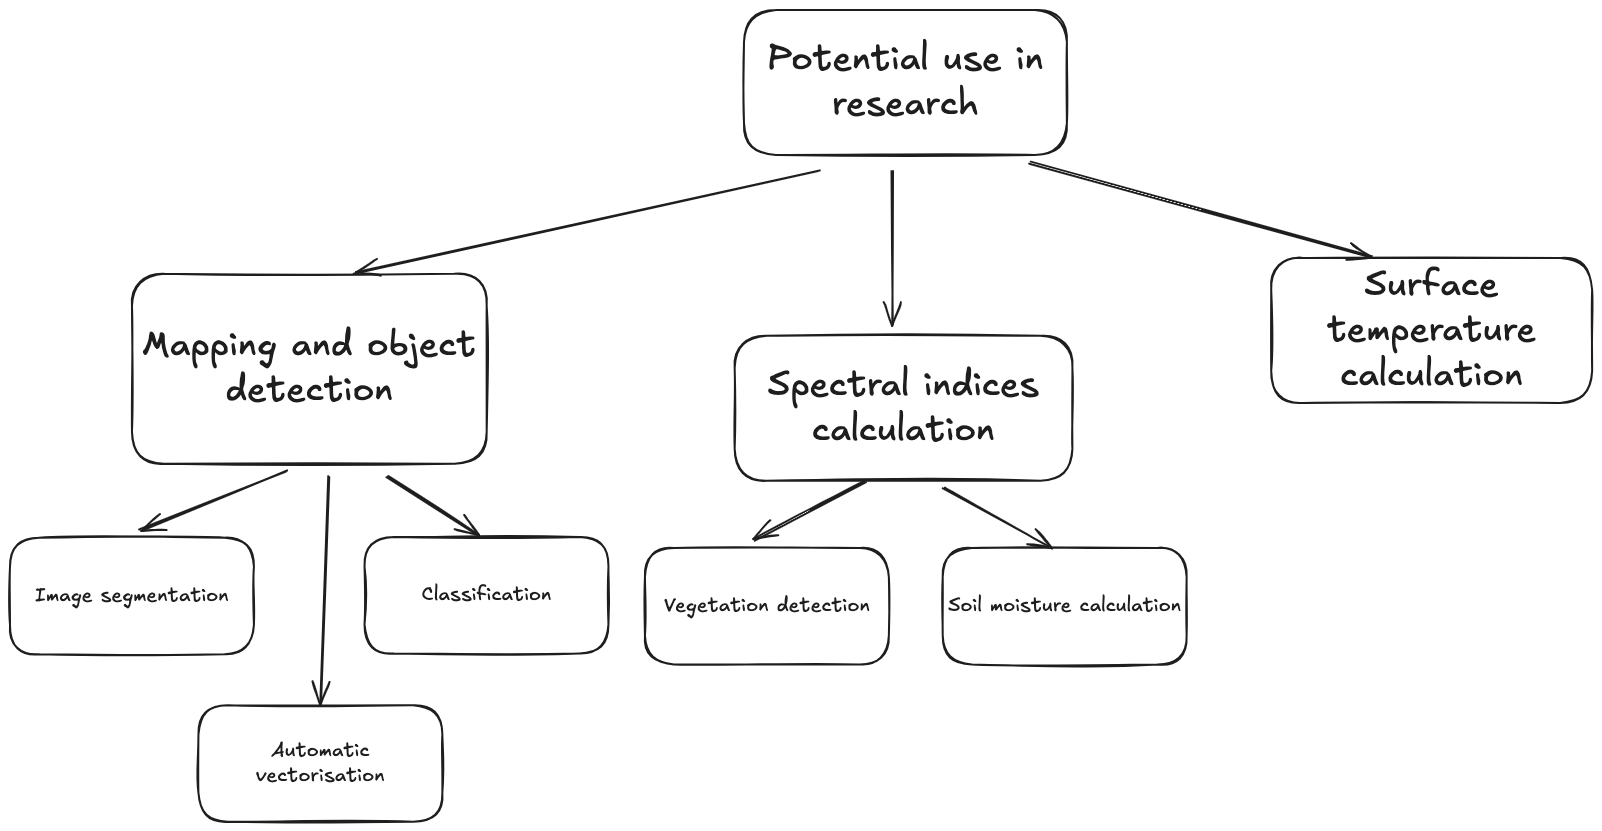 Potential use in
research
Mapping and object
detection
Spectral indices
calculation
Surface
temperature
calculation
Image segmentation
Classification
Vegetation detection
Soil moisture calculation
Automatic
vectorisation